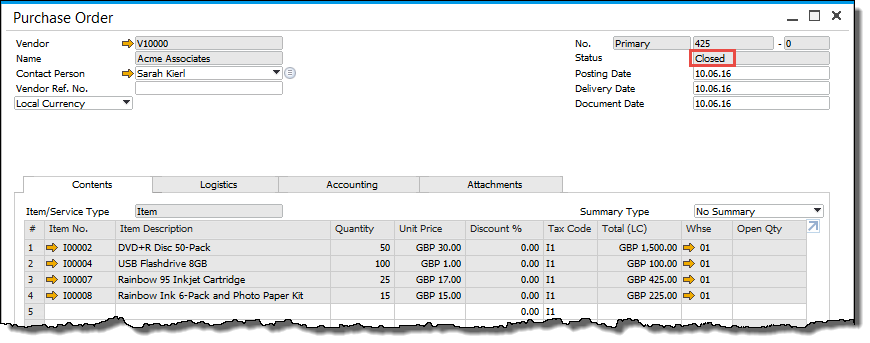 Purchase Order
Vendor V10000 No. Primary 425 - 0
Name Acme Associates Status Closed
Contact Person Sarah Kierl Posting Date 10.06.16
Vendor Ref. No. Delivery Date 10.06.16
Local Currency Document Date 10.06.16
Contents Logistics Accounting Attachments
Item/Service Type Item Summary Type No Summary
# Item No. Item Description Quantity Unit Price Discount % Tax Code Total (LC) Whse Open Qty
1 I00002 DVD+R Disc 50-Pack 50 GBP 30.00 0.00 I1 GBP 1,500.00 01
2 I00004 USB Flashdrive 8GB 100 GBP 1.00 0.00 I1 GBP 100.00 01
3 I00007 Rainbow 95 Inkjet Cartridge 25 GBP 17.00 0.00 I1 GBP 425.00 01
4 I00008 Rainbow Ink 6-Pack and Photo Paper Kit 15 GBP 15.00 0.00 I1 GBP 225.00 01
5 0.00 I1